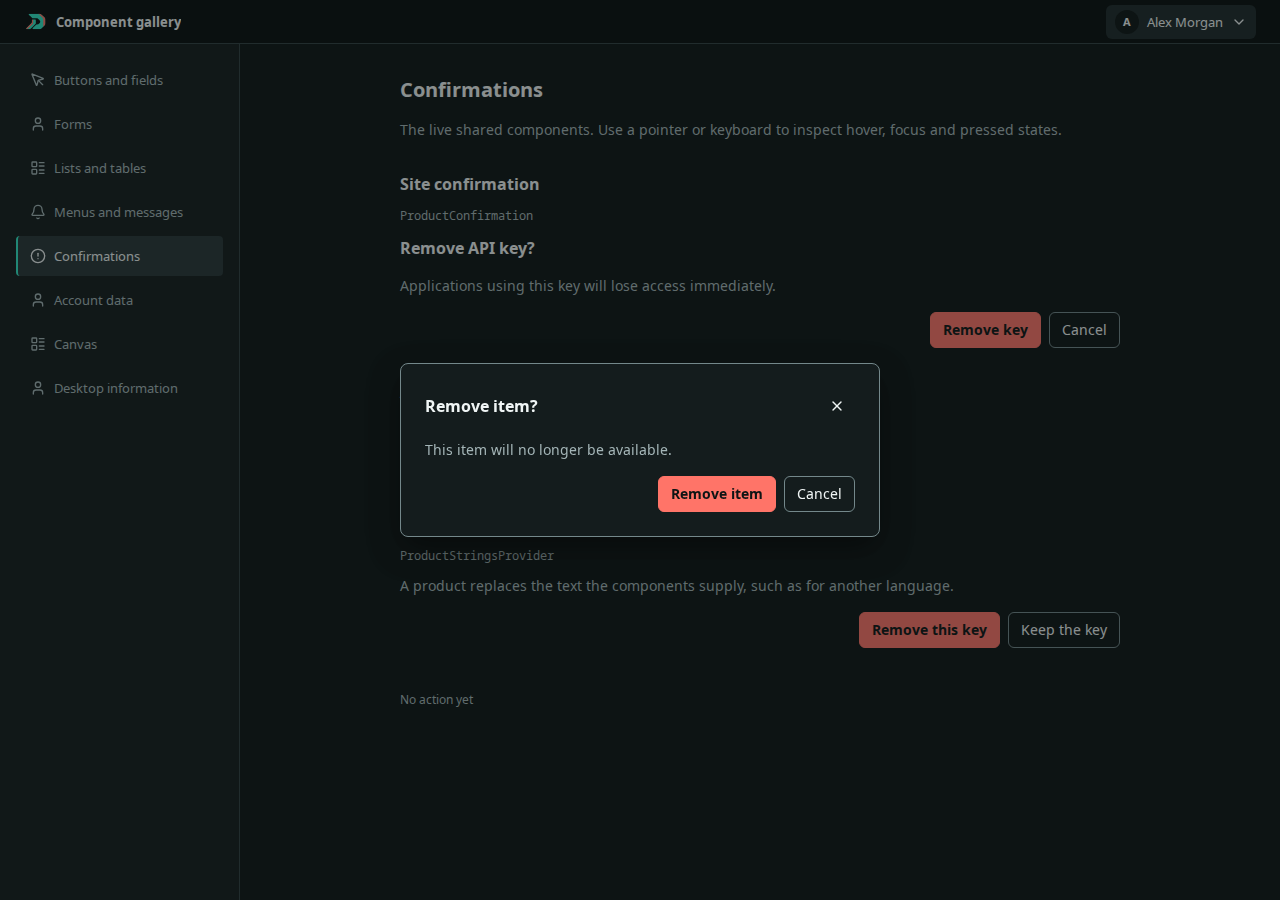 Component gallery
A
Alex Morgan
Buttons and fields
Forms
Lists and tables
Menus and messages
Confirmations
Account data
Canvas
Desktop information
Confirmations
The live shared components. Use a pointer or keyboard to inspect hover, focus and pressed states.
Site confirmation
ProductConfirmation
Remove API key?
Applications using this key will lose access immediately.
Remove key
Cancel
Remove item?
This item will no longer be available.
Remove item
Cancel
ProductStringsProvider
A product replaces the text the components supply, such as for another language.
Remove this key
Keep the key
No action yet